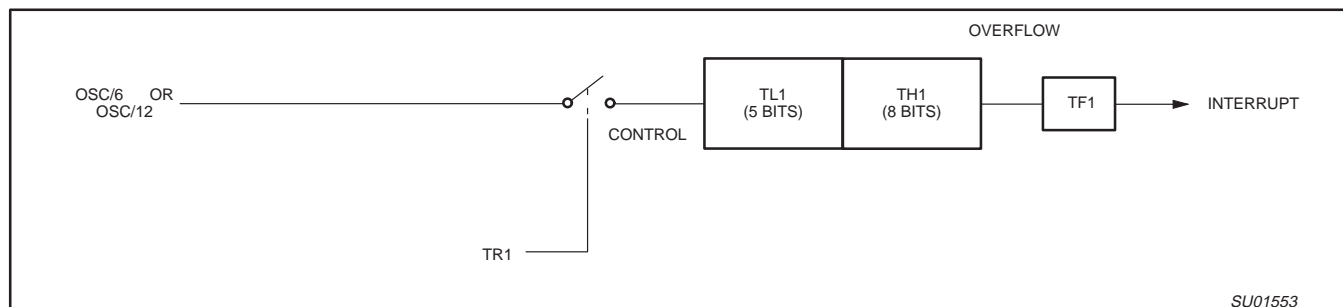 OVERFLOW
OSC/6 OR
OSC/12
TL1
(5 BITS)
TH1
(8 BITS)
TF1
INTERRUPT
CONTROL
TR1
SU01553